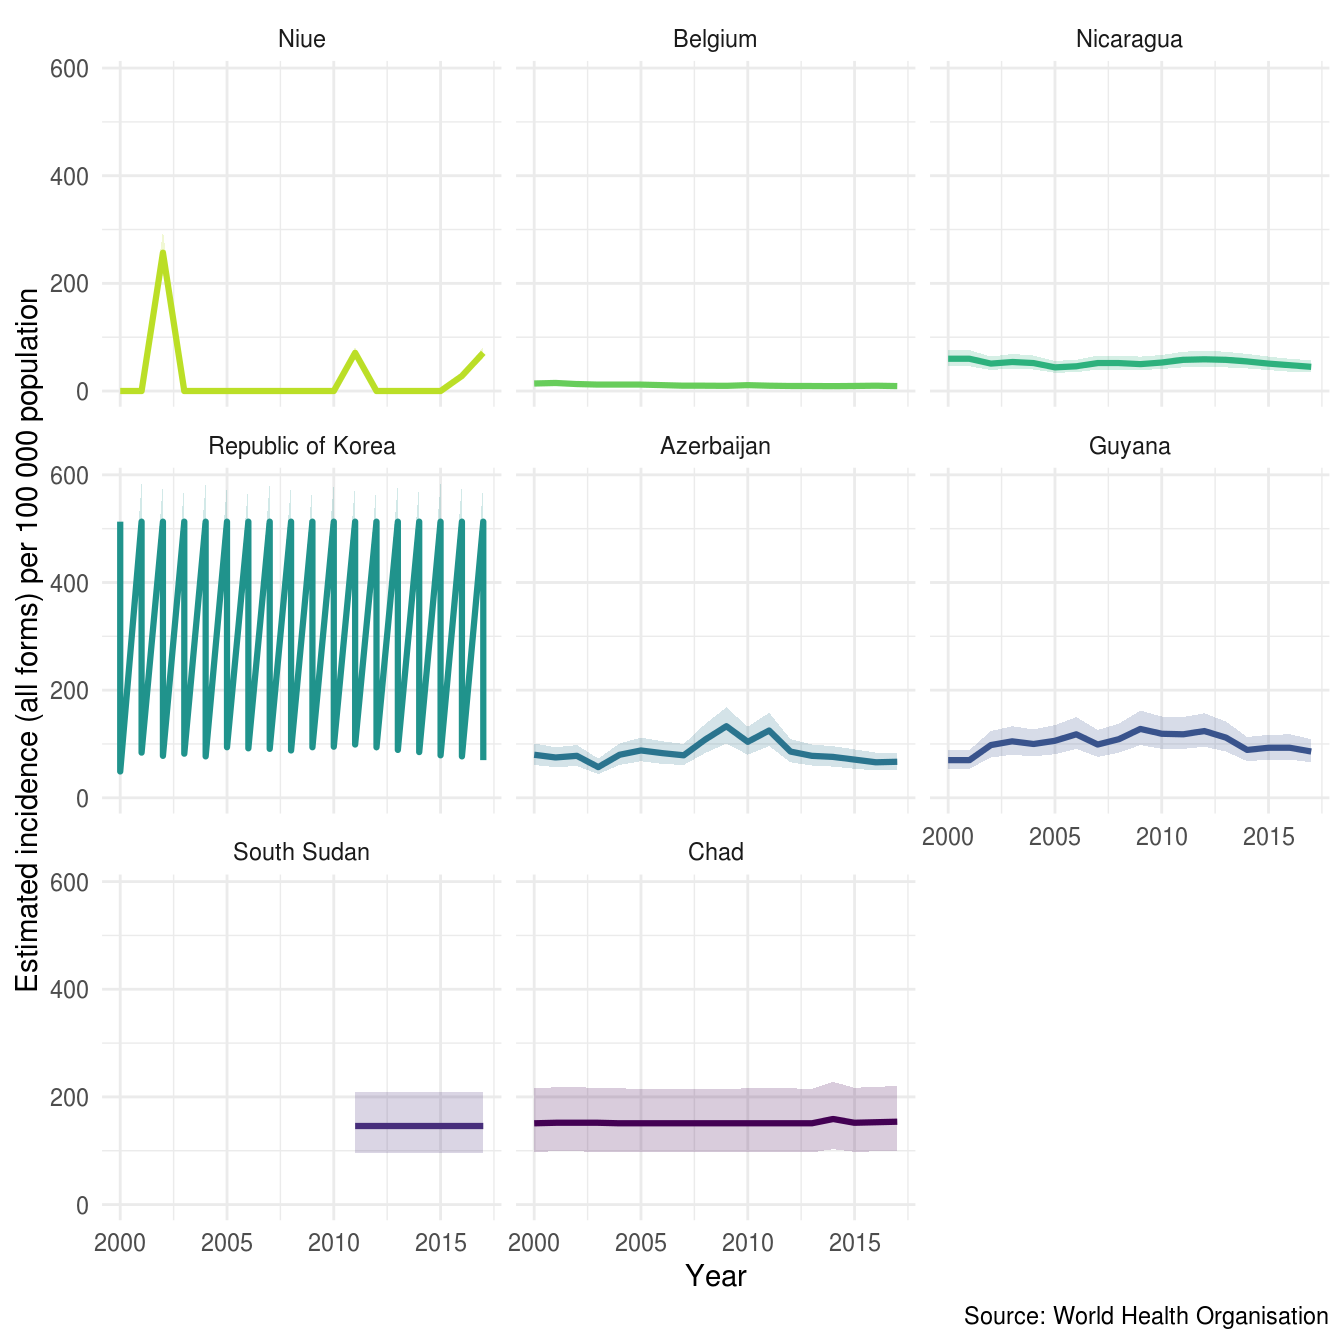 Niue
Belgium
Nicaragua
600
400
200
0
Republic of Korea
Azerbaijan
Guyana
600
400
200
0
2000 2005 2010 2015
South Sudan
Chad
600
400
200
0
2000 2005 2010 2015
2000 2005 2010 2015
Estimated incidence (all forms) per 100 000 population
Year
Source: World Health Organisation